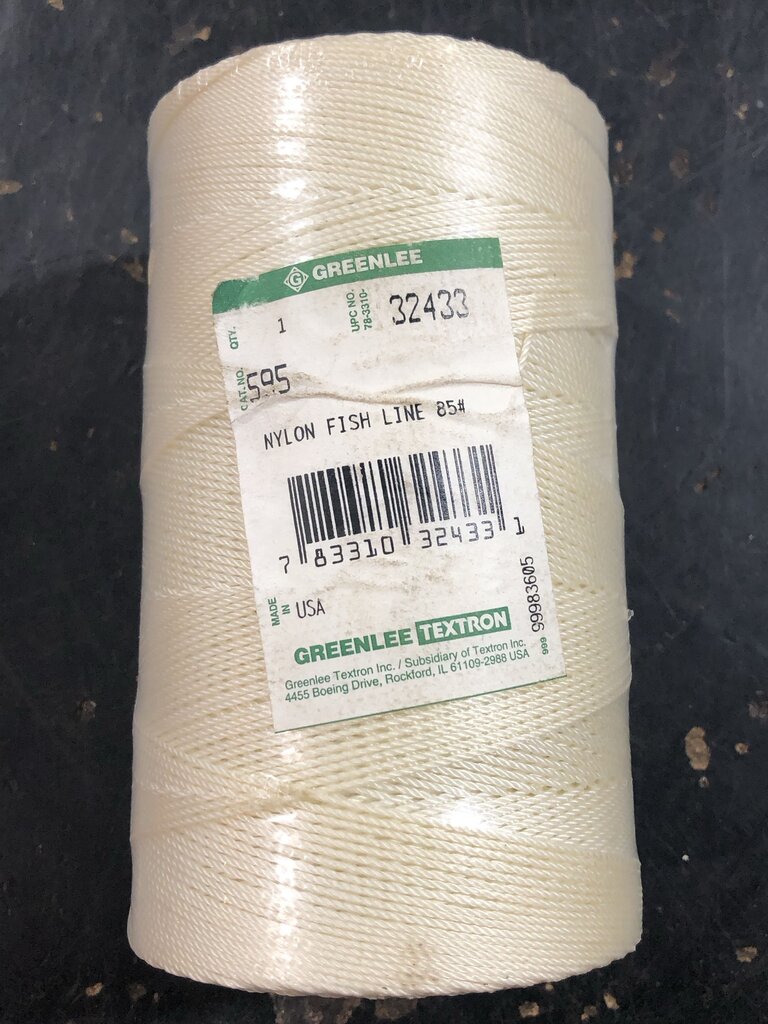 G GREENLEE
QTY. 1 UPC NO. 78-3310- 32433
CAT. NO. 595
NYLON FISH LINE 85#
7 83310 32433 1
MADE IN USA
999 99983605
GREENLEE TEXTRON
Greenlee Textron Inc. / Subsidiary of Textron Inc.
4455 Boeing Drive, Rockford, IL 61109-2988 USA